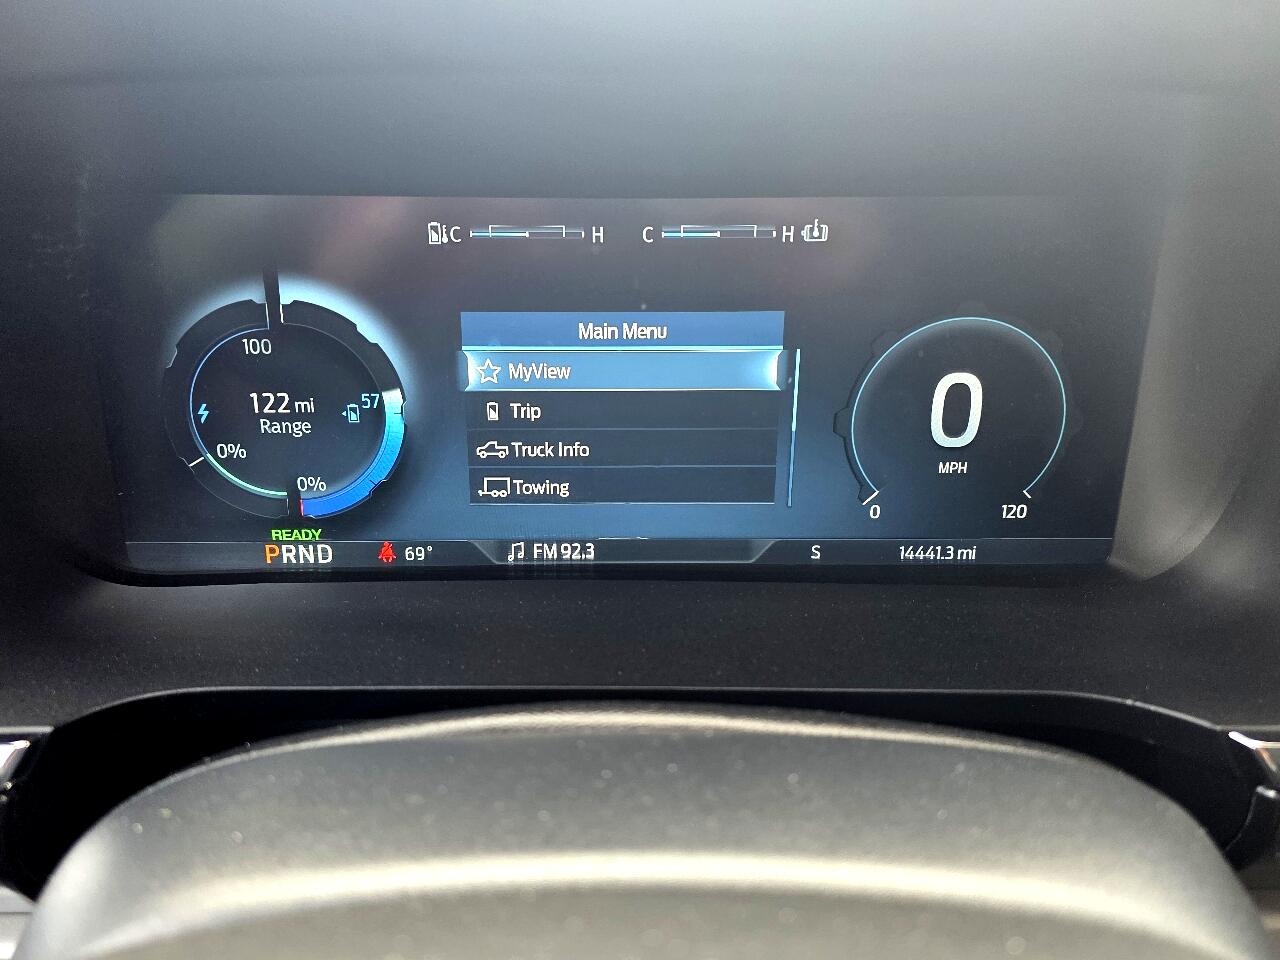 C H C H
Main Menu
MyView
Trip
Truck Info
Towing
100
122 mi
Range
57
0%
0%
0
MPH
0 120
READY
PRND 69° FM 92.3 S 14441.3 mi